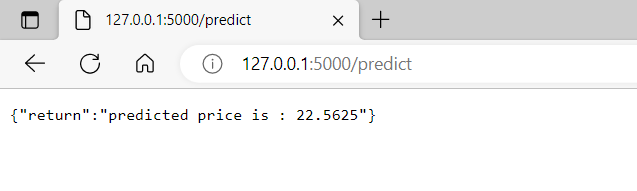 127.0.0.1:5000/predict
127.0.0.1:5000/predict
{"return":"predicted price is : 22.5625"}